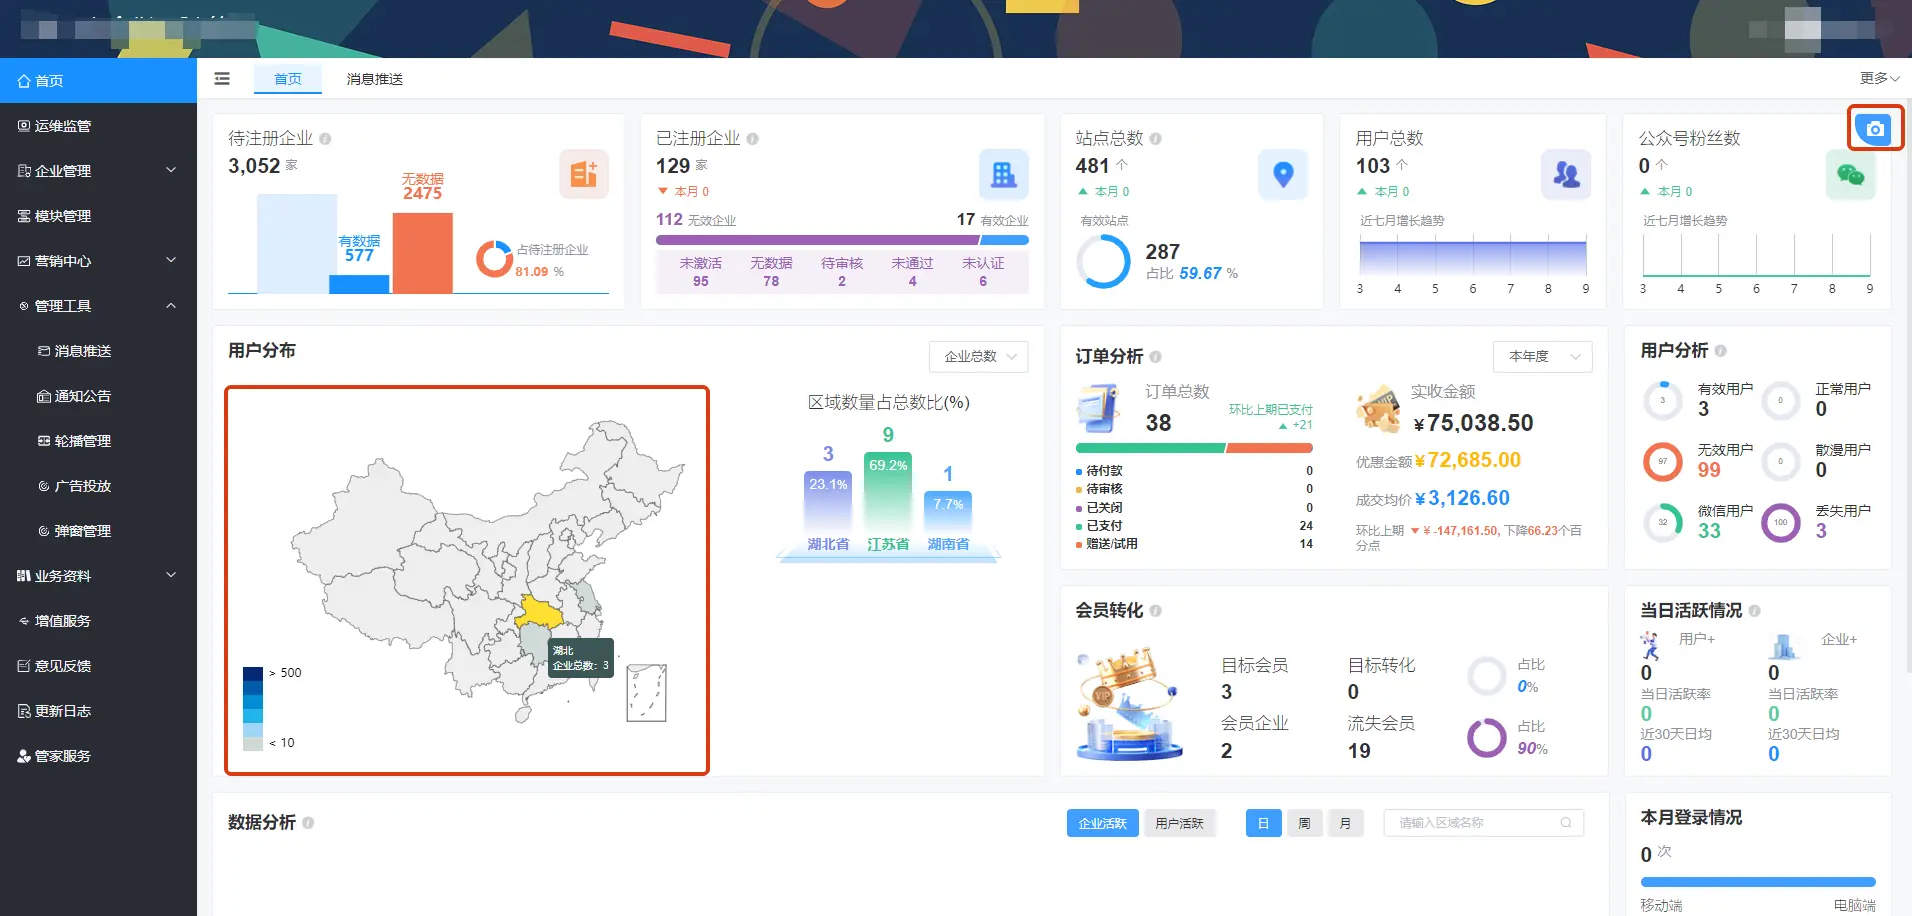 首页
运维监管
企业管理
模块管理
营销中心
管理工具
消息推送
通知公告
轮播管理
广告投放
弹窗管理
业务资料
增值服务
意见反馈
更新日志
管家服务
首页 消息推送 更多
待注册企业
3,052 家
无数据
2475
有数据
577
占待注册企业
81.09 %
已注册企业
129 家
本月 0
112 无效企业 17 有效企业
未激活 无数据 待审核 未通过 未认证
95 78 2 4 6
站点总数
481 个
本月 0
有效站点
287
占比 59.67 %
用户总数
103 个
本月 0
近七月增长趋势
3 4 5 6 7 8 9
公众号粉丝数
0 个
本月 0
近七月增长趋势
3 4 5 6 7 8 9
用户分布 企业总数
湖北
企业总数: 3
> 500
< 10
区域数量占总数比(%)
3 9 1
23.1% 69.2% 7.7%
湖北省 江苏省 湖南省
订单分析 本年度
订单总数
38
环比上期已支付
+21
待付款 0
待审核 0
已关闭 0
已支付 24
赠送/试用 14
实收金额
¥75,038.50
优惠金额 ¥72,685.00
成交均价 ¥3,126.60
环比上期 ¥ -147,161.50, 下降66.23个百
分点
用户分析
3 有效用户 3
0 正常用户 0
97 无效用户 99
0 散漫用户 0
32 微信用户 33
100 丢失用户 3
会员转化
VIP
目标会员 目标转化 占比
3 0 0%
会员企业 流失会员 占比
2 19 90%
当日活跃情况
用户+ 企业+
0 0
当日活跃率 当日活跃率
0 0
近30天日均 近30天日均
0 0
数据分析 企业活跃 用户活跃 日 周 月 请输入区域名称
本月登录情况
0 次
移动端 电脑端